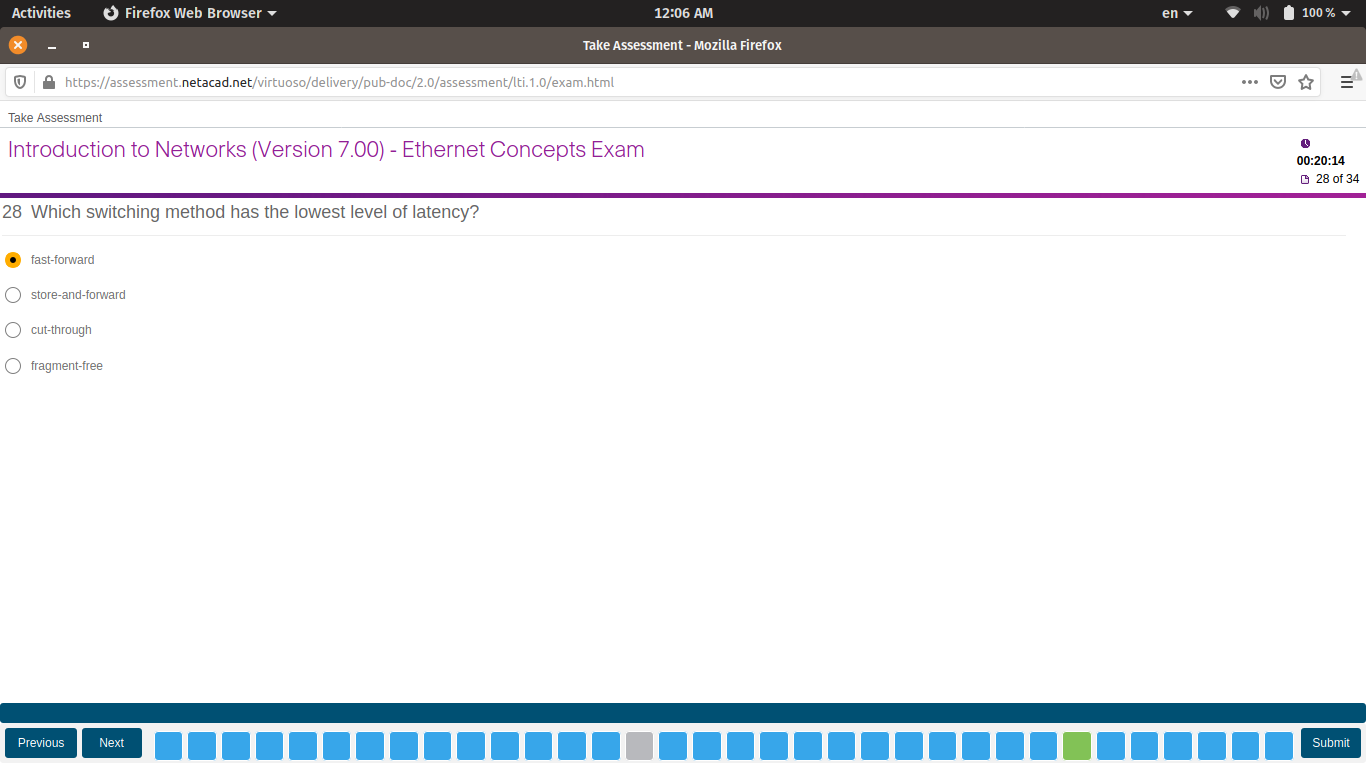 Activities Firefox Web Browser 12:06 AM en 100 %
Take Assessment - Mozilla Firefox
https://assessment.netacad.net/virtuoso/delivery/pub-doc/2.0/assessment/lti.1.0/exam.html
Take Assessment
Introduction to Networks (Version 7.00) - Ethernet Concepts Exam
00:20:14
28 of 34
28 Which switching method has the lowest level of latency?
fast-forward
store-and-forward
cut-through
fragment-free
Previous Next Submit